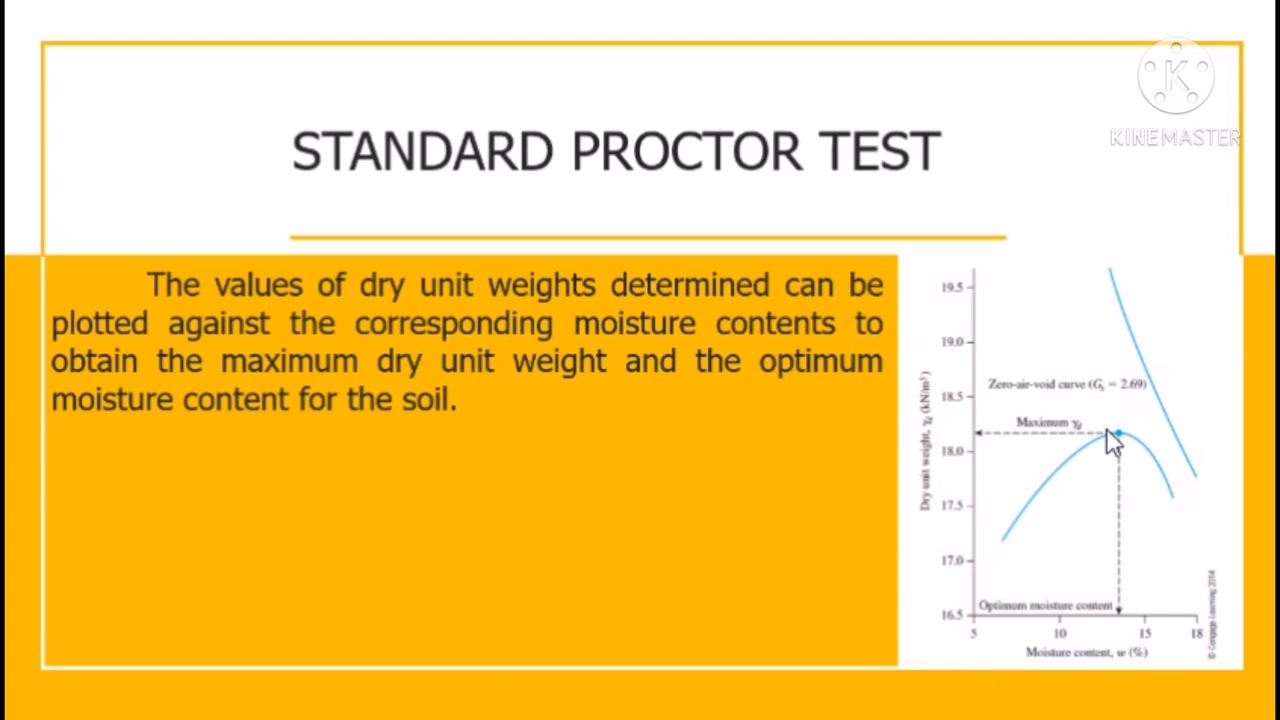 K
KINEMASTER
STANDARD PROCTOR TEST
The values of dry unit weights determined can be
plotted against the corresponding moisture contents to
obtain the maximum dry unit weight and the optimum
moisture content for the soil.
19.5
19.0
18.5
18.0
17.5
17.0
16.5
Dry unit weight, γd (kN/m³)
Zero-air-void curve (Gs = 2.69)
Maximum γd
Optimum moisture content
5 10 15 18
Moisture content, w (%)
© Cengage Learning 2014